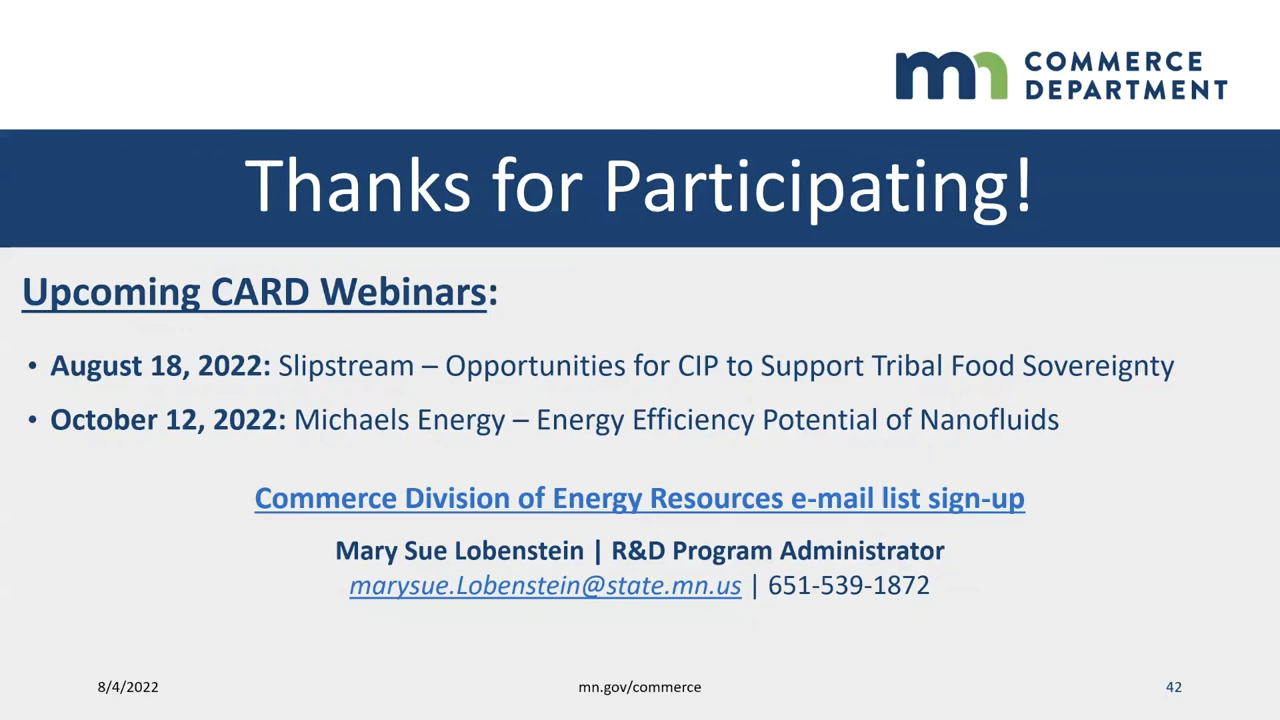 mn COMMERCE
DEPARTMENT
Thanks for Participating!
Upcoming CARD Webinars:
• August 18, 2022: Slipstream – Opportunities for CIP to Support Tribal Food Sovereignty
• October 12, 2022: Michaels Energy – Energy Efficiency Potential of Nanofluids
Commerce Division of Energy Resources e-mail list sign-up
Mary Sue Lobenstein | R&D Program Administrator
marysue.Lobenstein@state.mn.us | 651-539-1872
8/4/2022 mn.gov/commerce 42